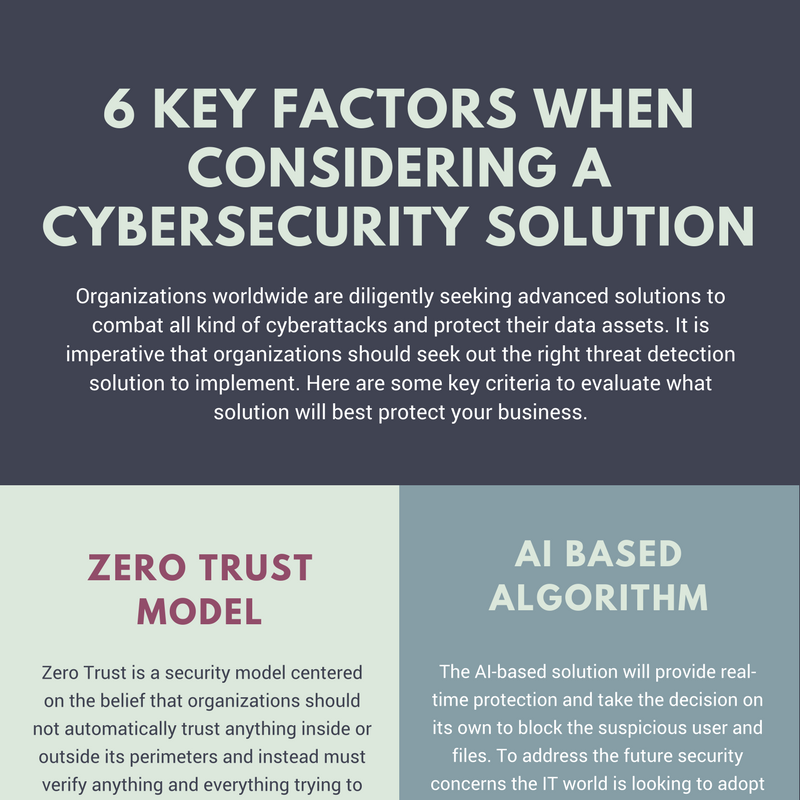 6 KEY FACTORS WHEN
CONSIDERING A
CYBERSECURITY SOLUTION
Organizations worldwide are diligently seeking advanced solutions to
combat all kind of cyberattacks and protect their data assets. It is
imperative that organizations should seek out the right threat detection
solution to implement. Here are some key criteria to evaluate what
solution will best protect your business.
ZERO TRUST
MODEL
Zero Trust is a security model centered
on the belief that organizations should
not automatically trust anything inside or
outside its perimeters and instead must
verify anything and everything trying to
AI BASED
ALGORITHM
The AI-based solution will provide real-
time protection and take the decision on
its own to block the suspicious user and
files. To address the future security
concerns the IT world is looking to adopt